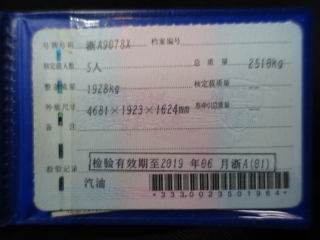 号牌号码 浙A9078X 档案编号
核定载人数 5人 总质量 2510kg
整备质量 1928kg 核定载质量
外廓尺寸 4681×1923×1624mm 准牵引总质量
备注
检验有效期至2019年06月浙A(01)
检验记录
汽油
*3330023501964*